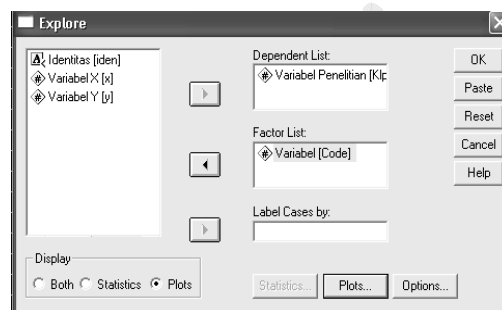 Explore
Identitas [iden]
Variabel X [x]
Variabel Y [y]
Dependent List:
Variabel Penelitian [Klp
Factor List:
Variabel [Code]
Label Cases by:
OK
Paste
Reset
Cancel
Help
Display
Both Statistics Plots
Statistics... Plots... Options...